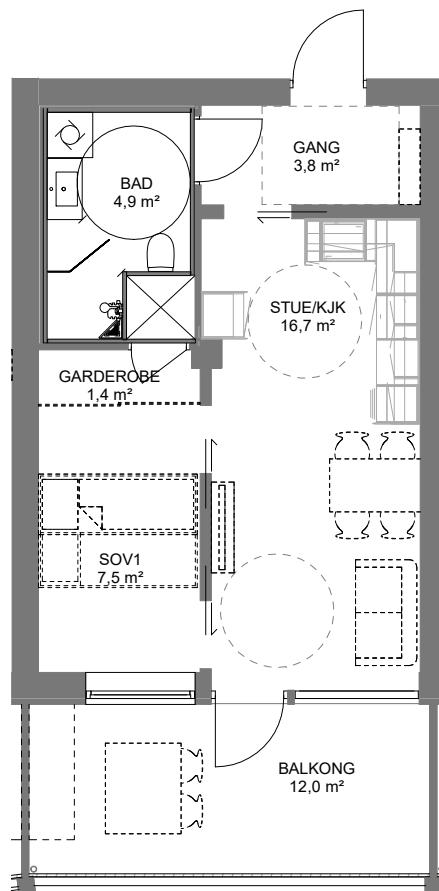 GANG
3,8 m²
BAD
4,9 m²
STUE/KJK
16,7 m²
GARDEROBE
1,4 m²
SOV1
7,5 m²
BALKONG
12,0 m²